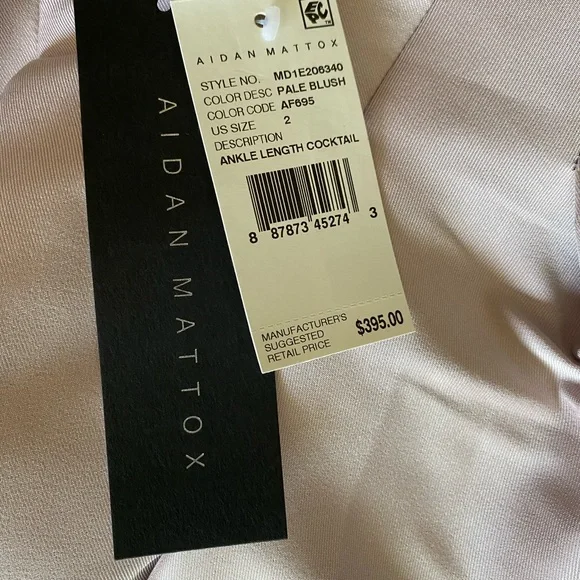 AIDAN MATTOX
EPC™
AIDAN MATTOX
STYLE NO. MD1E206340
COLOR DESC PALE BLUSH
COLOR CODE AF695
US SIZE 2
DESCRIPTION
ANKLE LENGTH COCKTAIL
8 87873 45274 3
MANUFACTURER'S
SUGGESTED
RETAIL PRICE
$395.00